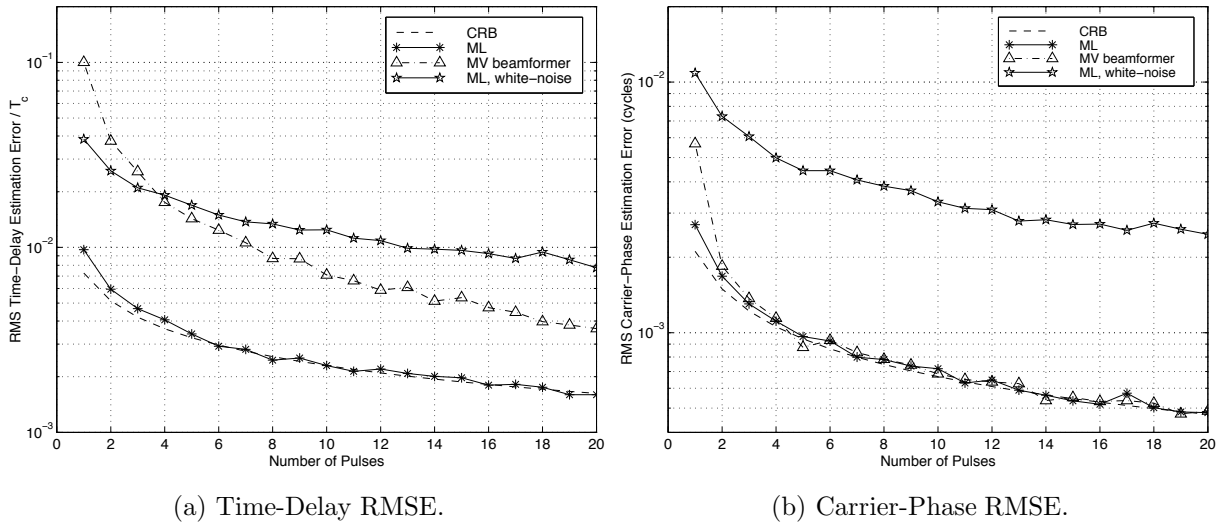 CRB
ML
MV beamformer
ML, white-noise
10⁻¹
10⁻²
10⁻³
RMS Time-Delay Estimation Error / T_c
0 2 4 6 8 10 12 14 16 18 20
Number of Pulses
(a) Time-Delay RMSE.
CRB
ML
MV beamformer
ML, white-noise
10⁻²
10⁻³
RMS Carrier-Phase Estimation Error (cycles)
0 2 4 6 8 10 12 14 16 18 20
Number of Pulses
(b) Carrier-Phase RMSE.